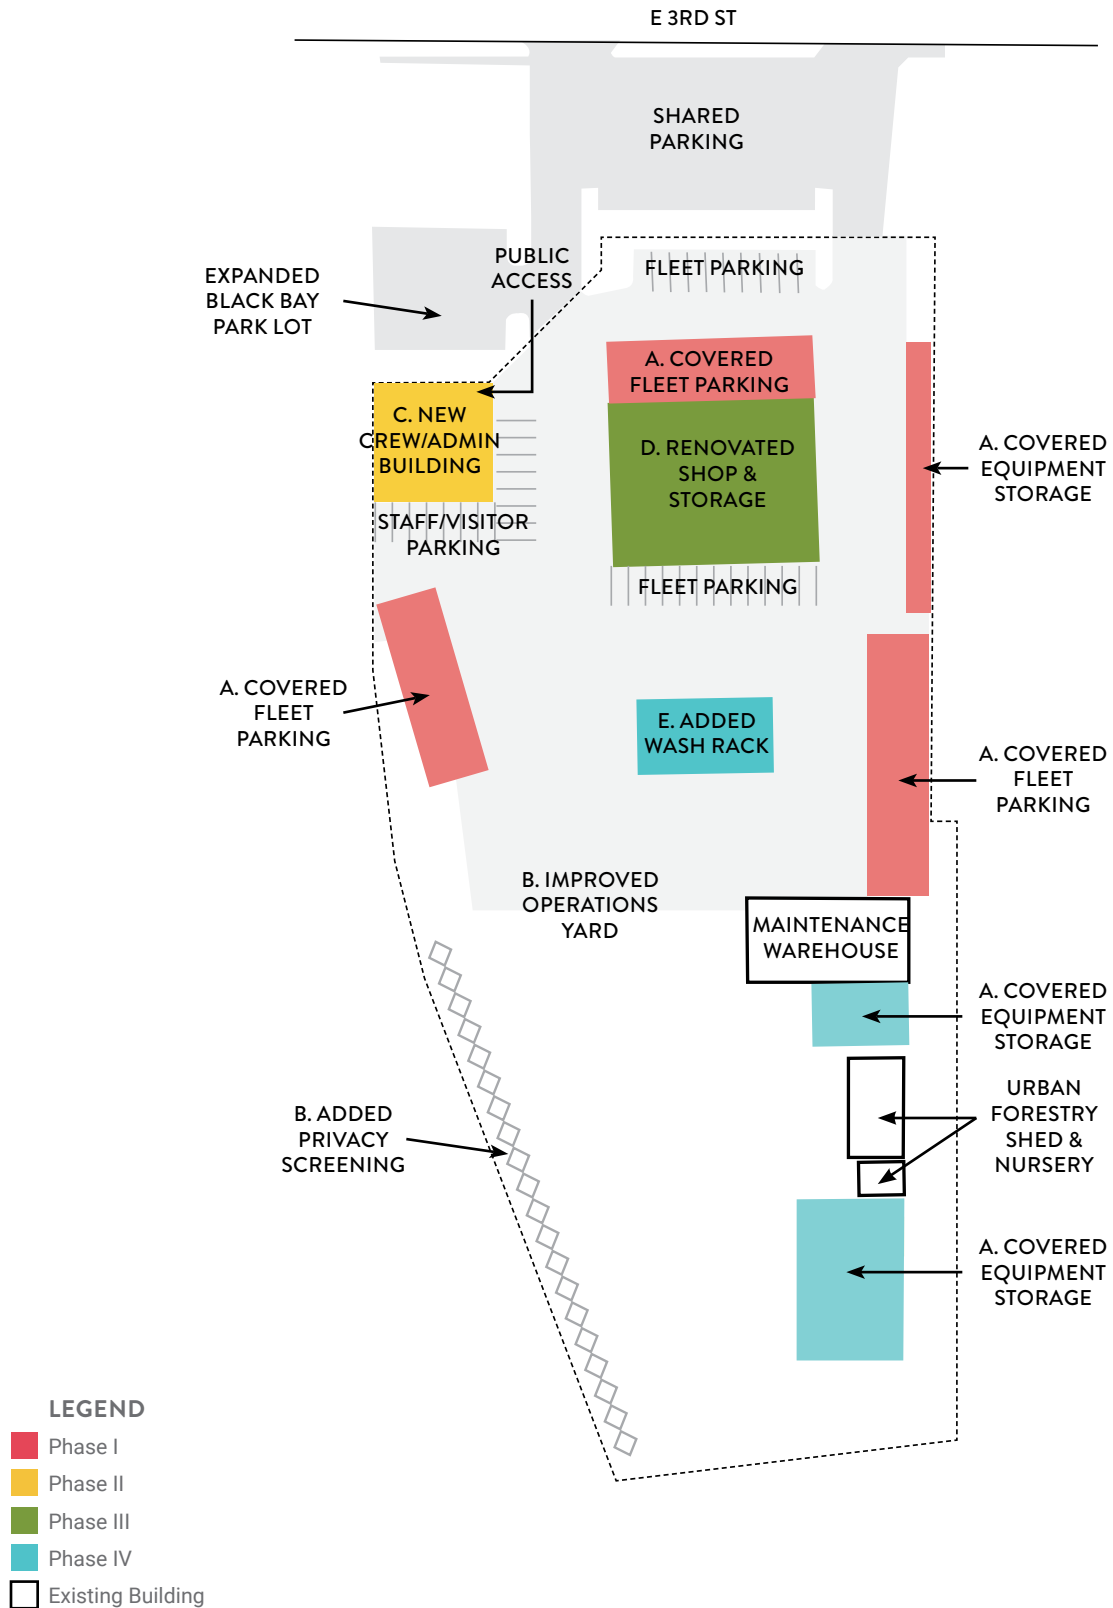 E 3RD ST
SHARED
PARKING
PUBLIC
ACCESS
EXPANDED
BLACK BAY
PARK LOT
FLEET PARKING
A. COVERED
FLEET PARKING
C. NEW
CREW/ADMIN
BUILDING
D. RENOVATED
SHOP &
STORAGE
A. COVERED
EQUIPMENT
STORAGE
STAFF/VISITOR
PARKING
FLEET PARKING
A. COVERED
FLEET
PARKING
E. ADDED
WASH RACK
A. COVERED
FLEET
PARKING
B. IMPROVED
OPERATIONS
YARD
MAINTENANCE
WAREHOUSE
A. COVERED
EQUIPMENT
STORAGE
B. ADDED
PRIVACY
SCREENING
URBAN
FORESTRY
SHED &
NURSERY
A. COVERED
EQUIPMENT
STORAGE
LEGEND
Phase I
Phase II
Phase III
Phase IV
Existing Building